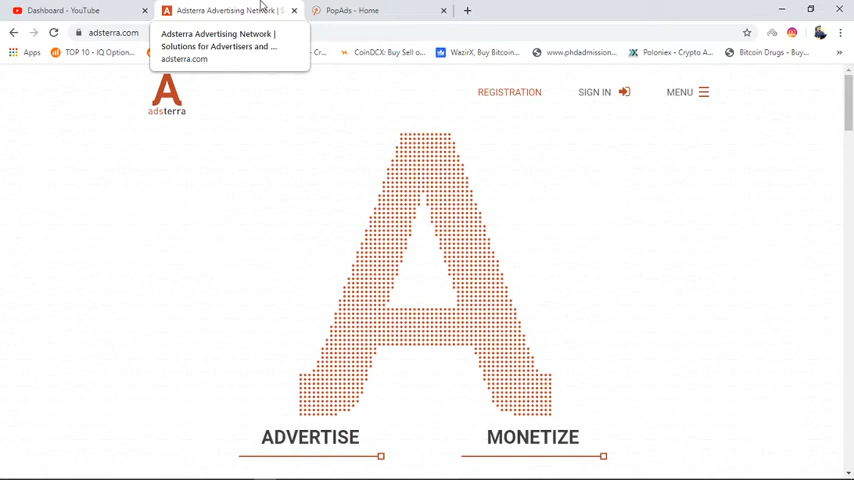 Dashboard - YouTube
Adsterra Advertising Network | S
PopAds - Home
adsterra.com
Apps
TOP 10 - IQ Option...
Cr...
CoinDCX: Buy Sel o...
WazirX, Buy Bitcoin...
www.phdadmission...
Poloniex - Crypto A...
Bitcoin Drugs - Buy...
Adsterra Advertising Network |
Solutions for Advertisers and ...
adsterra.com
A
adsterra
REGISTRATION
SIGN IN
MENU
A
ADVERTISE
MONETIZE